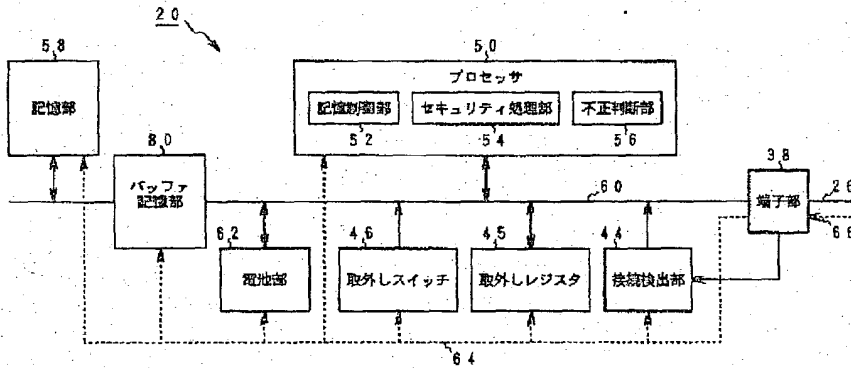 20
58
記憶部
50
プロセッサ
記憶制御部
セキュリティ処理部
不正判断部
52
54
56
80
バッファ
記憶部
60
38
端子部
26
66
62
電池部
46
取外しスイッチ
45
取外しレジスタ
44
接続検出部
64